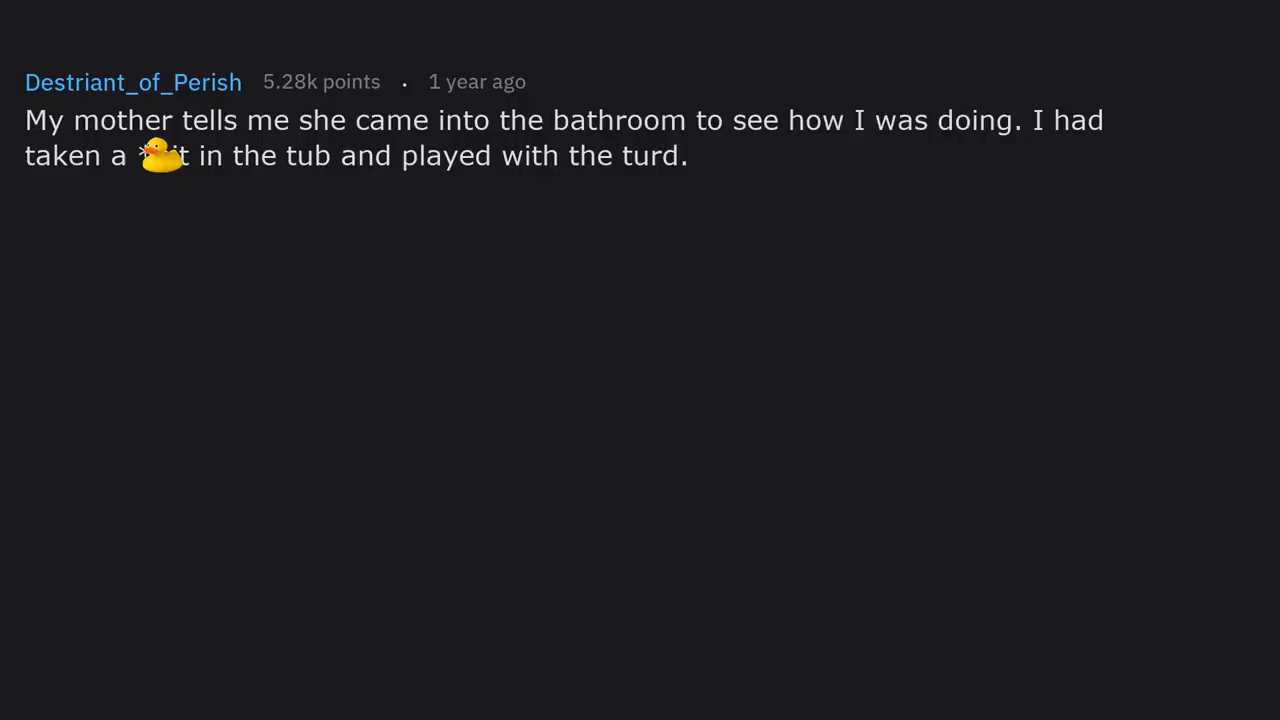 Destriant_of_Perish 5.28k points . 1 year ago
My mother tells me she came into the bathroom to see how I was doing. I had
taken a in the tub and played with the turd.